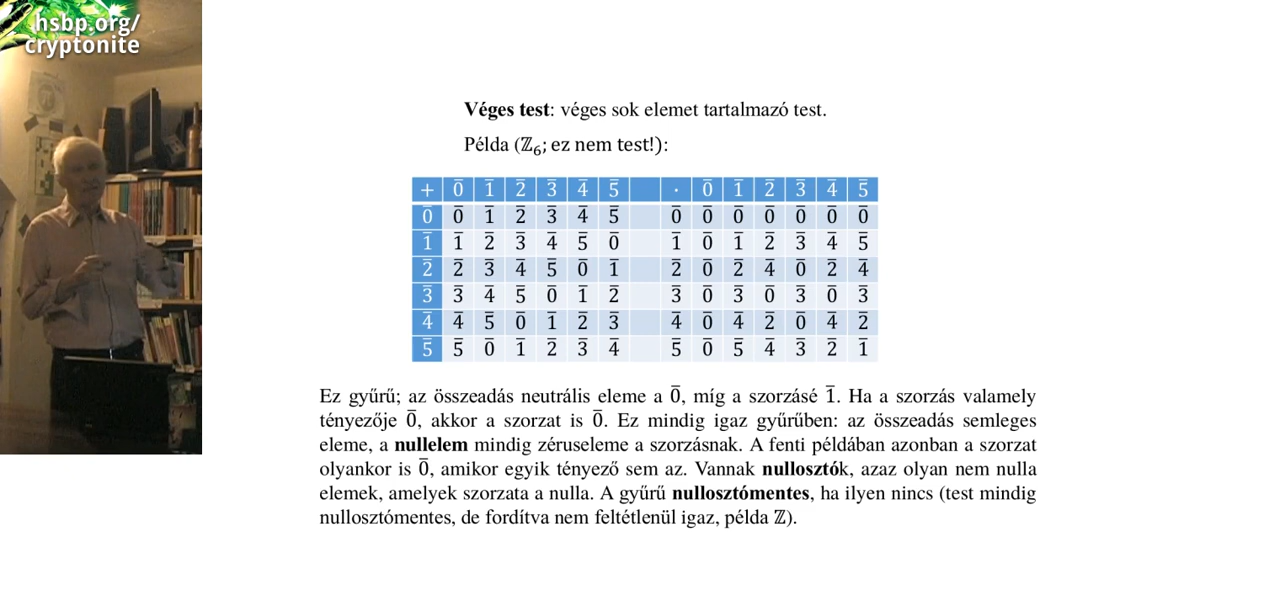 hsbp.org/
cryptonite
Véges test: véges sok elemet tartalmazó test.
Példa (ℤ₆; ez nem test!):
+ 0̅ 1̅ 2̅ 3̅ 4̅ 5̅ · 0̅ 1̅ 2̅ 3̅ 4̅ 5̅
0̅ 0̅ 1̅ 2̅ 3̅ 4̅ 5̅ 0̅ 0̅ 0̅ 0̅ 0̅ 0̅ 0̅
1̅ 1̅ 2̅ 3̅ 4̅ 5̅ 0̅ 1̅ 0̅ 1̅ 2̅ 3̅ 4̅ 5̅
2̅ 2̅ 3̅ 4̅ 5̅ 0̅ 1̅ 2̅ 0̅ 2̅ 4̅ 0̅ 2̅ 4̅
3̅ 3̅ 4̅ 5̅ 0̅ 1̅ 2̅ 3̅ 0̅ 3̅ 0̅ 3̅ 0̅ 3̅
4̅ 4̅ 5̅ 0̅ 1̅ 2̅ 3̅ 4̅ 0̅ 4̅ 2̅ 0̅ 4̅ 2̅
5̅ 5̅ 0̅ 1̅ 2̅ 3̅ 4̅ 5̅ 0̅ 5̅ 4̅ 3̅ 2̅ 1̅
Ez gyűrű; az összeadás neutrális eleme a 0̅, míg a szorzásé 1̅. Ha a szorzás valamely
tényezője 0̅, akkor a szorzat is 0̅. Ez mindig igaz gyűrűben: az összeadás semleges
eleme, a nullelem mindig zéruseleme a szorzásnak. A fenti példában azonban a szorzat
olyankor is 0̅, amikor egyik tényező sem az. Vannak nullosztók, azaz olyan nem nulla
elemek, amelyek szorzata a nulla. A gyűrű nullosztómentes, ha ilyen nincs (test mindig
nullosztómentes, de fordítva nem feltétlenül igaz, példa ℤ).